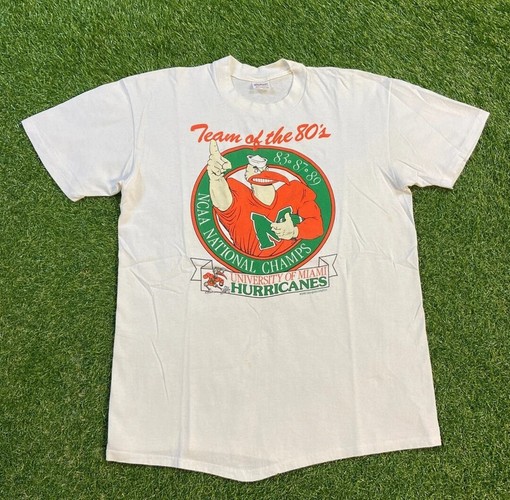 Team of the 80's
83•87•89
M
NCAA NATIONAL CHAMPS
UNIVERSITY OF MIAMI
HURRICANES